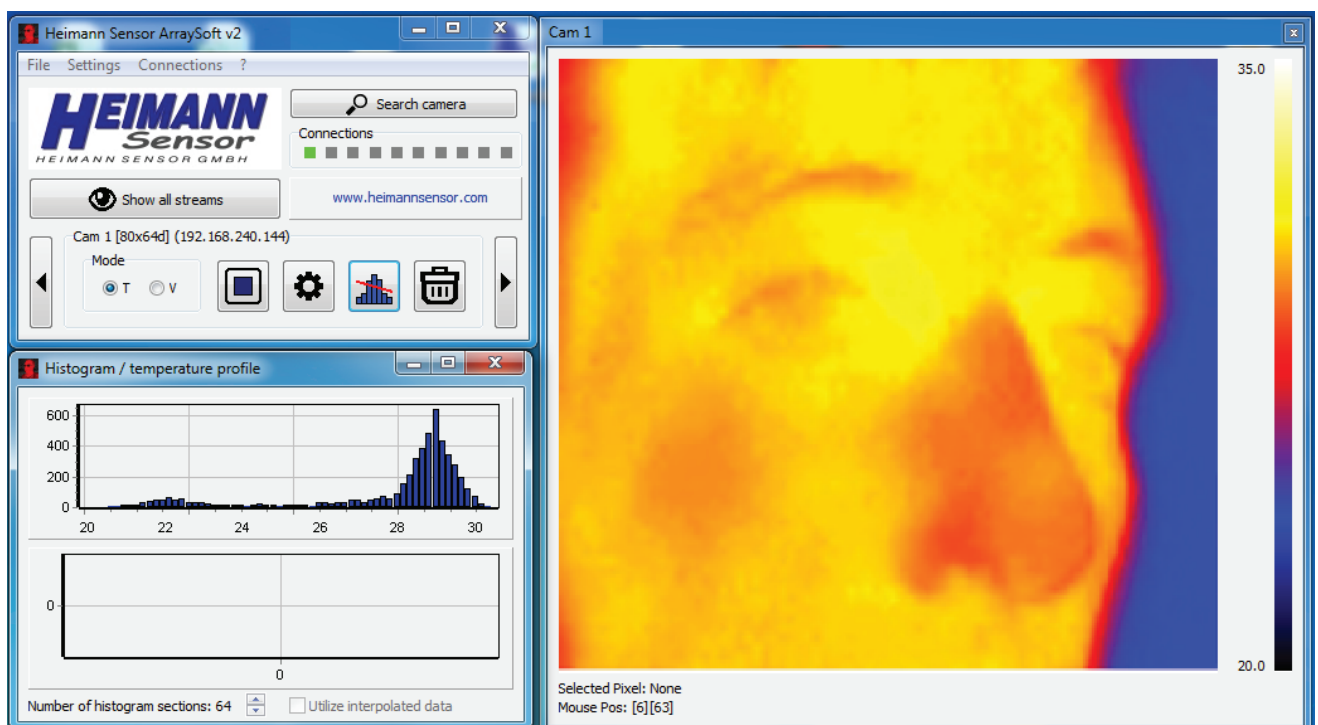 Heimann Sensor ArraySoft v2
File Settings Connections ?
HEIMANN
Sensor
HEIMANN SENSOR GMBH
Search camera
Connections
Show all streams
www.heimannsensor.com
Cam 1 [80x64d] (192.168.240.144)
Mode
T V
Histogram / temperature profile
600
400
200
0
20 22 24 26 28 30
0
0
Number of histogram sections: 64 Utilize interpolated data
Cam 1
x
35.0
20.0
Selected Pixel: None
Mouse Pos: [6][63]